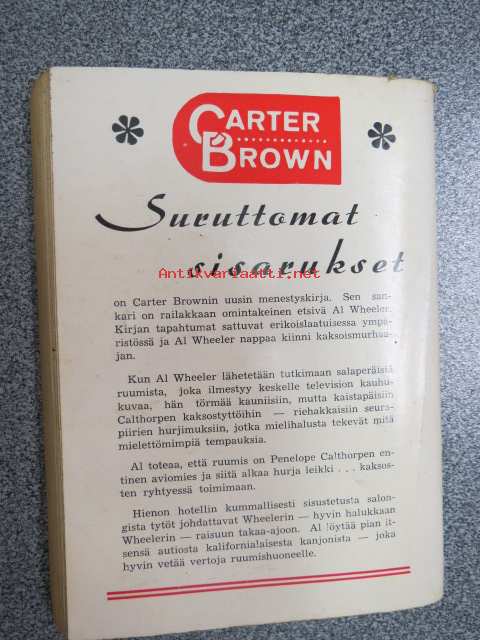 CARTER
BROWN
Suruttomat
sisarukset
Antikvariaatti.net
on Carter Brownin uusin menestyskirja. Sen san-
kari on railakkaan omintakeinen etsivä Al Wheeler.
Kirjan tapahtumat sattuvat erikoislaatuisessa ympä-
ristössä ja Al Wheeler nappaa kiinni kaksoismurhaa-
jan.
Kun Al Wheeler lähetetään tutkimaan salaperäistä
ruumista, joka ilmestyy keskelle television kauhu-
kuvaa, hän törmää kauniisiin, mutta kaistapäisiin
Calthorpen kaksostyttöihin — riehakkaisiin seura-
piirien hurjimuksiin, jotka mielihalusta tekevät mitä
mielettömimpiä tempauksia.
Al toteaa, että ruumis on Penelope Calthorpen en-
tinen aviomies ja siitä alkaa hurja leikki . . . kaksos-
ten ryhtyessä toimimaan.
Hienon hotellin kummallisesti sisustetusta salon-
gista tytöt johdattavat Wheelerin — hyvin halukkaan
Wheelerin — raisuun takaa-ajoon. Al löytää pian it-
sensä autiosta kalifornialaisesta kanjonista — joka
hyvin vetää vertoja ruumishuoneelle.